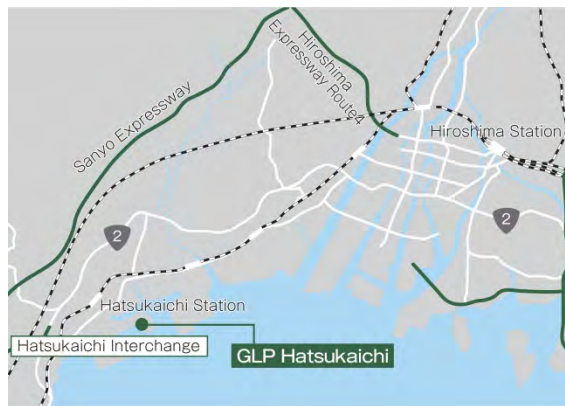 Sanyo Expressway
Hiroshima
Expressway Route4
Hiroshima Station
2
2
Hatsukaichi Station
Hatsukaichi Interchange
GLP Hatsukaichi